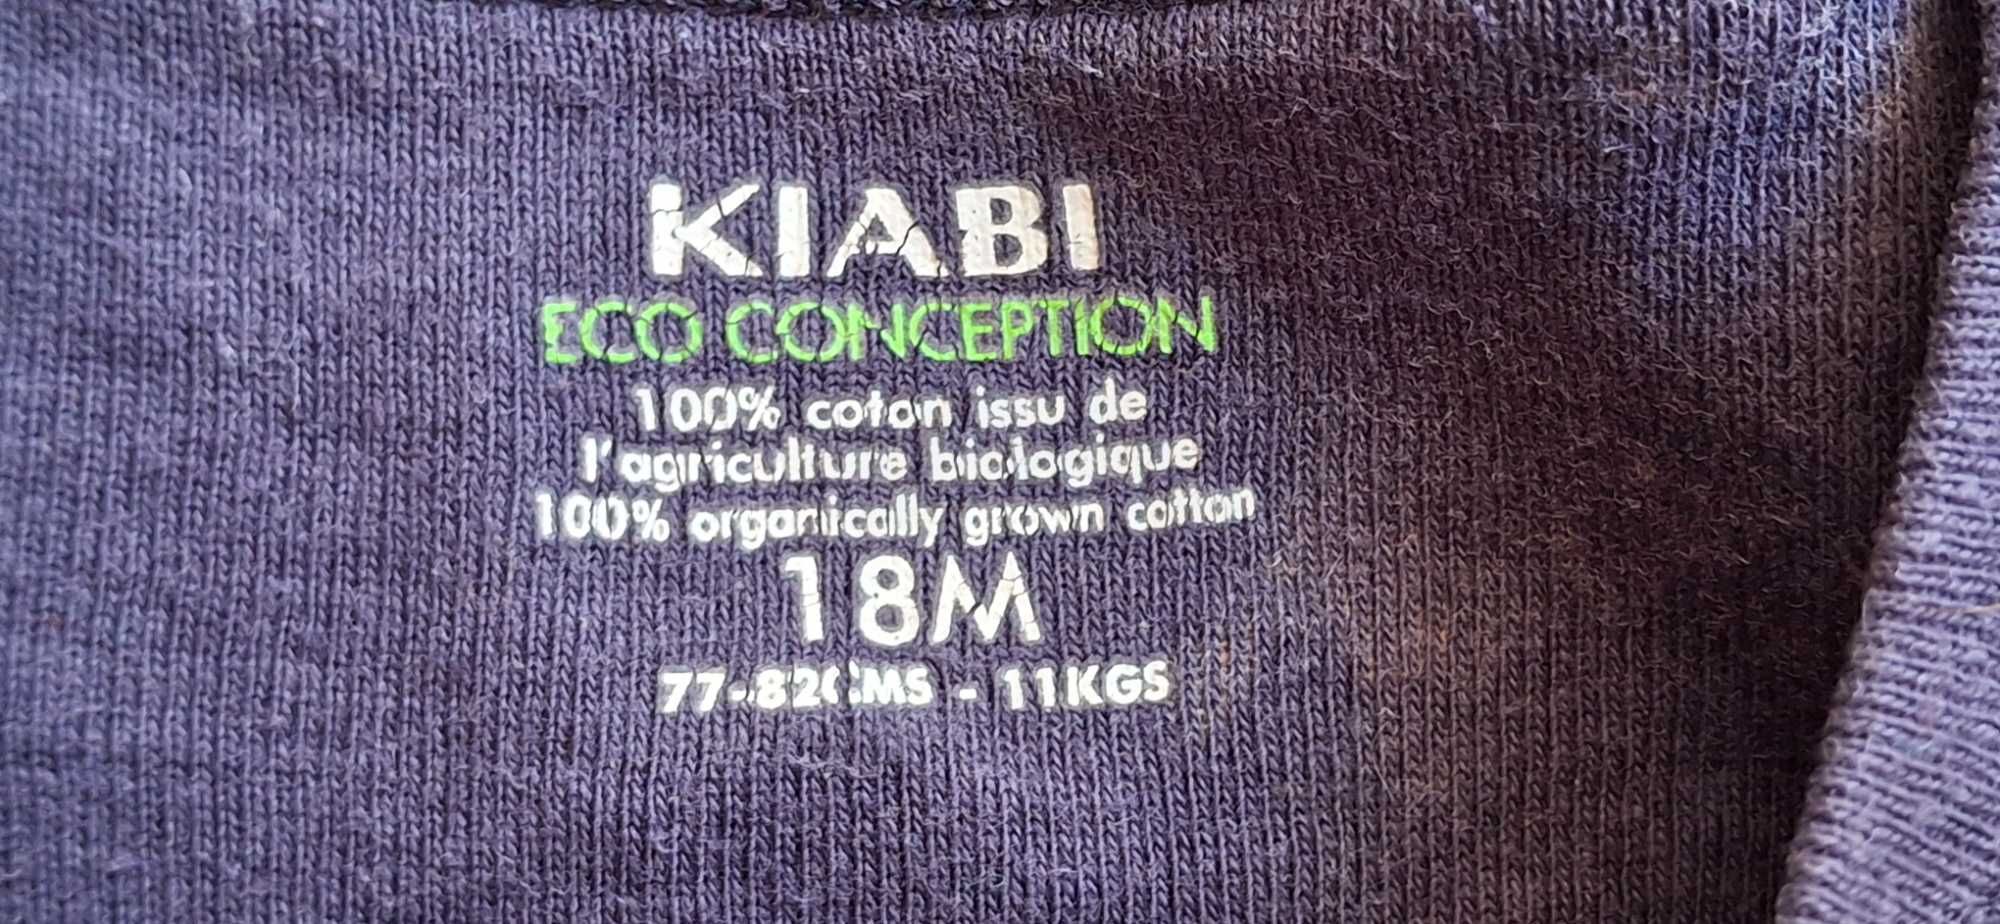 KIABI
ECO CONCEPTION
100% coton issu de
l'agriculture biologique
100% organically grown cotton
18M
77-82CMS - 11KGS